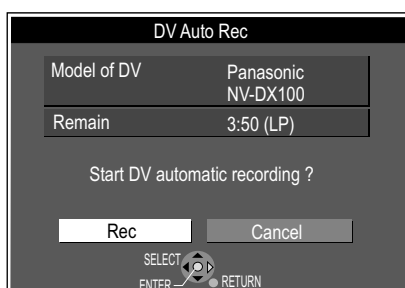 DV Auto Rec
Model of DV Panasonic
NV-DX100
Remain 3:50 (LP)
Start DV automatic recording ?
Rec Cancel
SELECT
ENTER RETURN